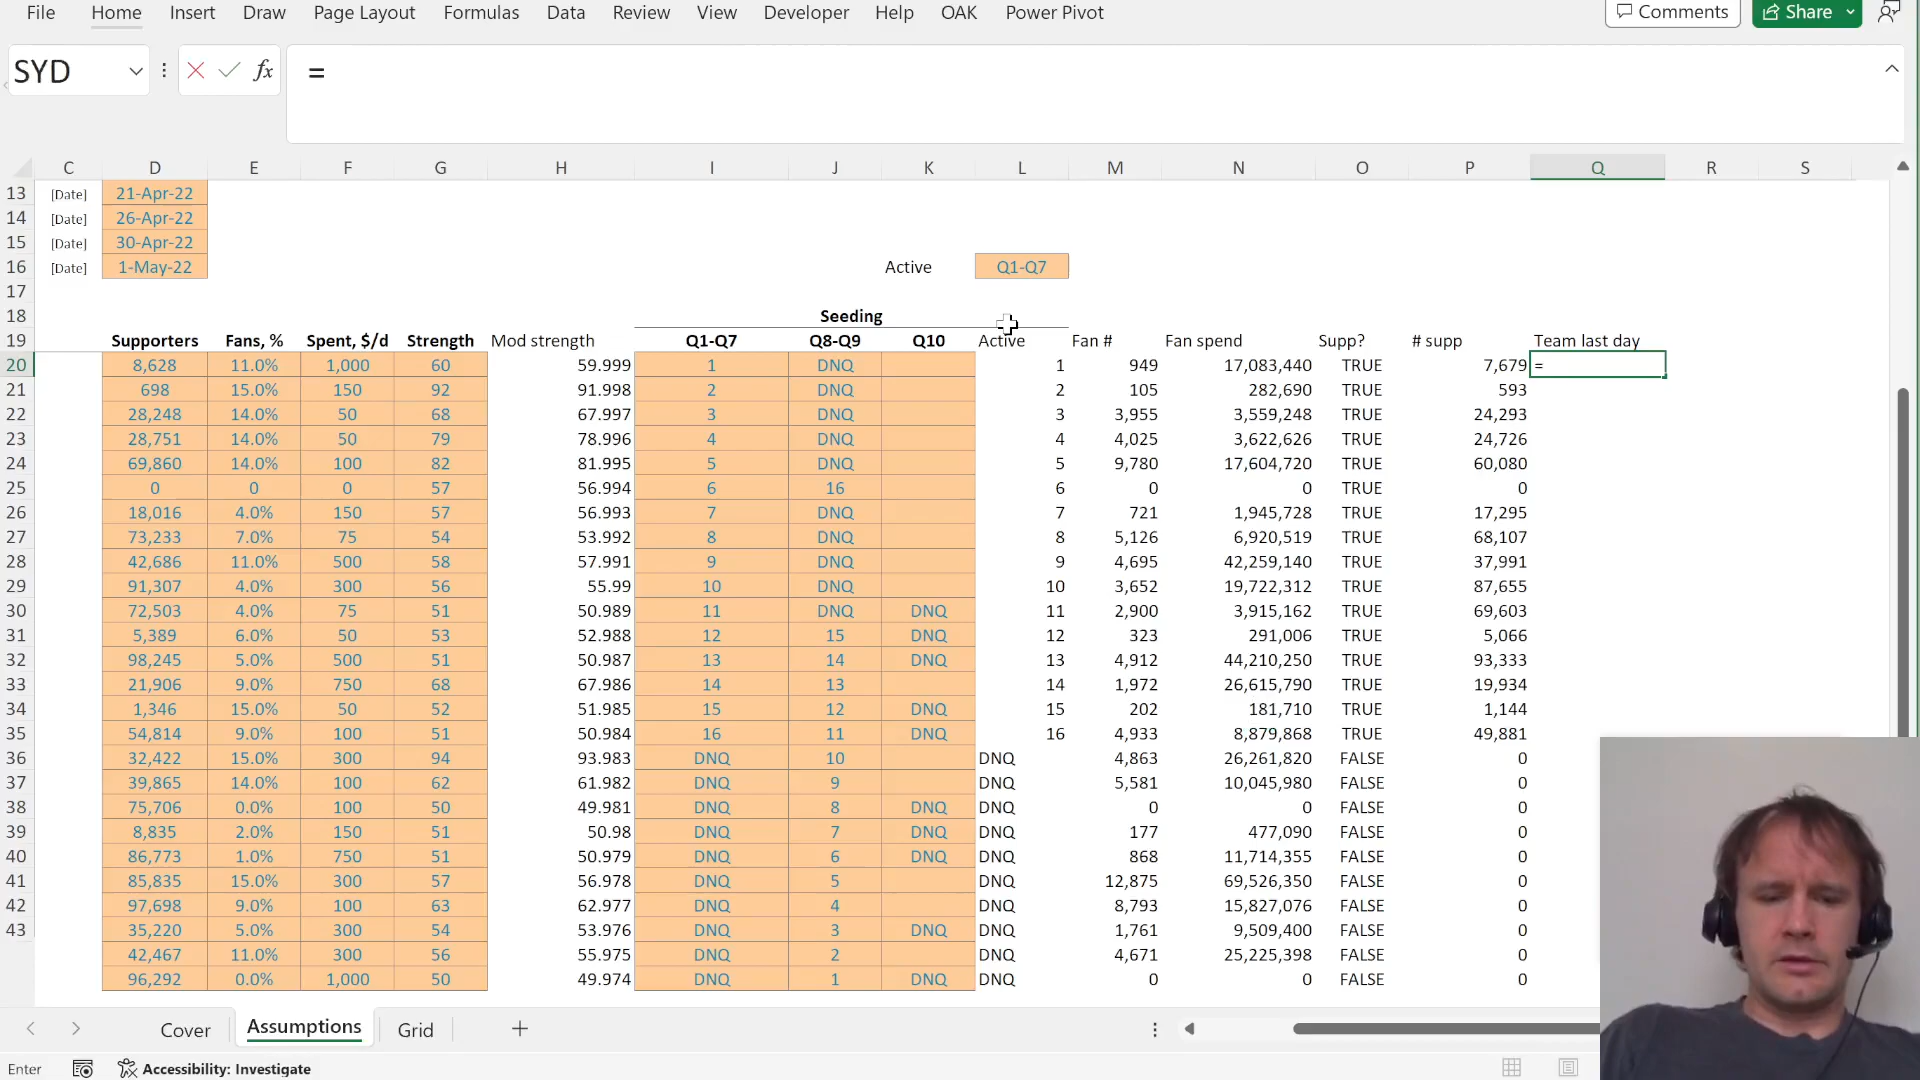 File Home Insert Draw Page Layout Formulas Data Review View Developer Help OAK Power Pivot Comments Share
SYD fx =
C D E F G H I J K L M N O P Q R S
13 [Date] 21-Apr-22
14 [Date] 26-Apr-22
15 [Date] 30-Apr-22
16 [Date] 1-May-22 Active Q1-Q7
17
18 Seeding
19 Supporters Fans, % Spent, $/d Strength Mod strength Q1-Q7 Q8-Q9 Q10 Active Fan # Fan spend Supp? # supp Team last day
20 8,628 11.0% 1,000 60 59.999 1 DNQ 1 949 17,083,440 TRUE 7,679 =
21 698 15.0% 150 92 91.998 2 DNQ 2 105 282,690 TRUE 593
22 28,248 14.0% 50 68 67.997 3 DNQ 3 3,955 3,559,248 TRUE 24,293
23 28,751 14.0% 50 79 78.996 4 DNQ 4 4,025 3,622,626 TRUE 24,726
24 69,860 14.0% 100 82 81.995 5 DNQ 5 9,780 17,604,720 TRUE 60,080
25 0 0 0 57 56.994 6 16 6 0 0 TRUE 0
26 18,016 4.0% 150 57 56.993 7 DNQ 7 721 1,945,728 TRUE 17,295
27 73,233 7.0% 75 54 53.992 8 DNQ 8 5,126 6,920,519 TRUE 68,107
28 42,686 11.0% 500 58 57.991 9 DNQ 9 4,695 42,259,140 TRUE 37,991
29 91,307 4.0% 300 56 55.99 10 DNQ 10 3,652 19,722,312 TRUE 87,655
30 72,503 4.0% 75 51 50.989 11 DNQ DNQ 11 2,900 3,915,162 TRUE 69,603
31 5,389 6.0% 50 53 52.988 12 15 DNQ 12 323 291,006 TRUE 5,066
32 98,245 5.0% 500 51 50.987 13 14 DNQ 13 4,912 44,210,250 TRUE 93,333
33 21,906 9.0% 750 68 67.986 14 13 14 1,972 26,615,790 TRUE 19,934
34 1,346 15.0% 50 52 51.985 15 12 DNQ 15 202 181,710 TRUE 1,144
35 54,814 9.0% 100 51 50.984 16 11 DNQ 16 4,933 8,879,868 TRUE 49,881
36 32,422 15.0% 300 94 93.983 DNQ 10 DNQ 4,863 26,261,820 FALSE 0
37 39,865 14.0% 100 62 61.982 DNQ 9 DNQ 5,581 10,045,980 FALSE 0
38 75,706 0.0% 100 50 49.981 DNQ 8 DNQ DNQ 0 0 FALSE 0
39 8,835 2.0% 150 51 50.98 DNQ 7 DNQ DNQ 177 477,090 FALSE 0
40 86,773 1.0% 750 51 50.979 DNQ 6 DNQ DNQ 868 11,714,355 FALSE 0
41 85,835 15.0% 300 57 56.978 DNQ 5 DNQ 12,875 69,526,350 FALSE 0
42 97,698 9.0% 100 63 62.977 DNQ 4 DNQ 8,793 15,827,076 FALSE 0
43 35,220 5.0% 300 54 53.976 DNQ 3 DNQ DNQ 1,761 9,509,400 FALSE 0
42,467 11.0% 300 56 55.975 DNQ 2 DNQ 4,671 25,225,398 FALSE 0
96,292 0.0% 1,000 50 49.974 DNQ 1 DNQ DNQ 0 0 FALSE 0
Cover Assumptions Grid
Enter Accessibility: Investigate